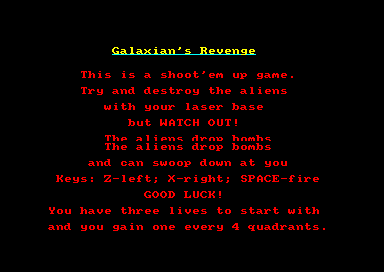 Galaxian's Revenge
This is a shoot'em up game.
Try and destroy the aliens
with your laser base
but WATCH OUT!
The aliens drop bombs
The aliens drop bombs
and can swoop down at you
Keys: Z-left; X-right; SPACE-fire
GOOD LUCK!
You have three lives to start with
and you gain one every 4 quadrants.